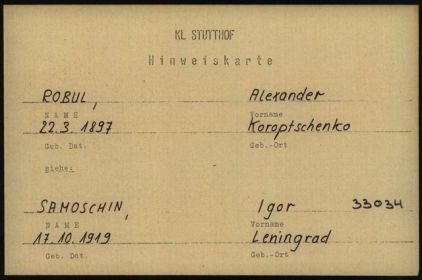 KL STUTTHOF
Hinweiskarte
ROBUL, Alexander
NAME Vorname
22.3. 1897 Koroptschenko
Geb. Dat. Geb.-Ort
siehe:
SAMOSCHIN, Igor 33034
NAME Vorname
17.10.1919 Leningrad
Geb. Dat. Geb.-Ort